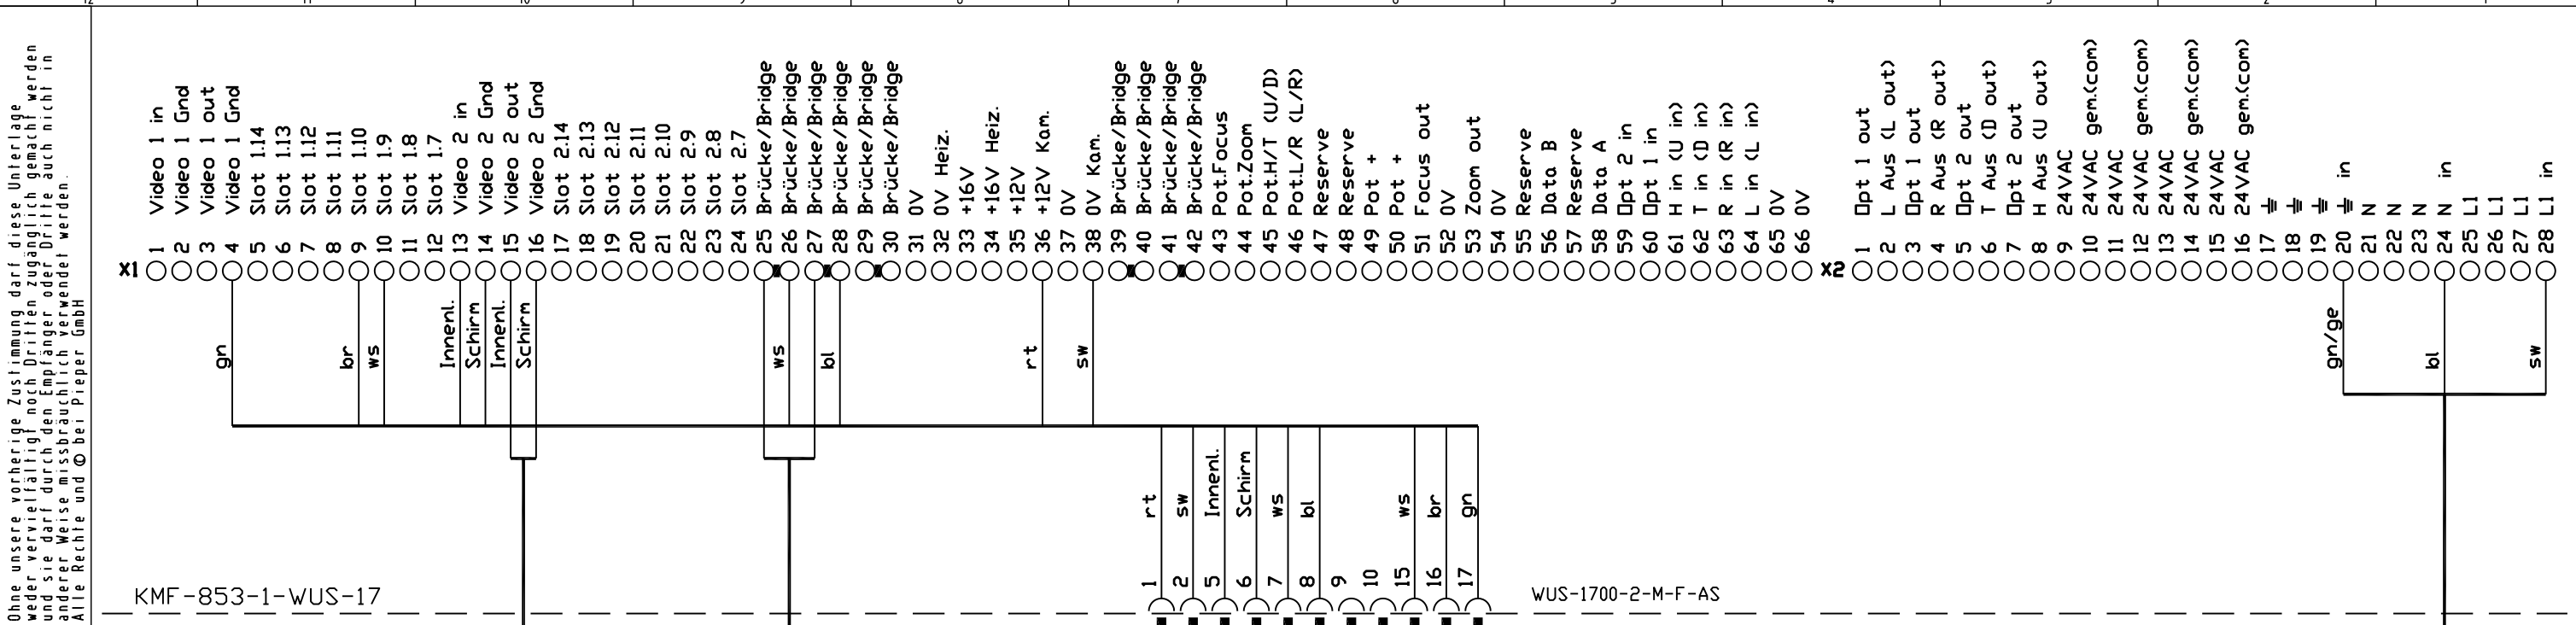 12 11 10 9 8 7 6 5 4 3 2 1
Ohne unsere vorherige Zustimmung darf diese Unterlage
weder vervielfältigt noch Dritten zugänglich gemacht werden
und sie darf durch den Empfänger oder Dritte auch nicht in
anderer Weise missbräuchlich verwendet werden.
Alle Rechte und © bei Pieper GmbH
X1
1 Video 1 in
2 Video 1 Gnd
3 Video 1 out
4 Video 1 Gnd
5 Slot 1.14
6 Slot 1.13
7 Slot 1.12
8 Slot 1.11
9 Slot 1.10
10 Slot 1.9
11 Slot 1.8
12 Slot 1.7
13 Video 2 in
14 Video 2 Gnd
15 Video 2 out
16 Video 2 Gnd
17 Slot 2.14
18 Slot 2.13
19 Slot 2.12
20 Slot 2.11
21 Slot 2.10
22 Slot 2.9
23 Slot 2.8
24 Slot 2.7
25 Brücke/Bridge
26 Brücke/Bridge
27 Brücke/Bridge
28 Brücke/Bridge
29 Brücke/Bridge
30 Brücke/Bridge
31 0V
32 0V Heiz.
33 +16V
34 +16V Heiz.
35 +12V
36 +12V Kam.
37 0V
38 0V Kam.
39 Brücke/Bridge
40 Brücke/Bridge
41 Brücke/Bridge
42 Brücke/Bridge
43 Pot.Focus
44 Pot.Zoom
45 Pot.H/T (U/D)
46 Pot.L/R (L/R)
47 Reserve
48 Reserve
49 Pot +
50 Pot +
51 Focus out
52 0V
53 Zoom out
54 0V
55 Reserve
56 Data B
57 Reserve
58 Data A
59 Opt 2 in
60 Opt 1 in
61 H in (U in)
62 T in (D in)
63 R in (R in)
64 L in (L in)
65 0V
66 0V
X2
1 Opt 1 out
2 L Aus (L out)
3 Opt 1 out
4 R Aus (R out)
5 Opt 2 out
6 T Aus (D out)
7 Opt 2 out
8 H Aus (U out)
9 24VAC
10 24VAC gem.(com)
11 24VAC
12 24VAC gem.(com)
13 24VAC
14 24VAC gem.(com)
15 24VAC
16 24VAC gem.(com)
17
18
19
20 in
21 N
22 N
23 N
24 N in
25 L1
26 L1
27 L1
28 L1 in
gn
br
ws
Innenl.
Schirm
Innenl.
Schirm
ws
bl
rt
sw
gn/ge
bl
sw
1 rt
2 sw
5 Innenl.
6 Schirm
7 ws
8 bl
9
10
15 ws
16 br
17 gn
KMF-853-1-WUS-17
WUS-1700-2-M-F-AS